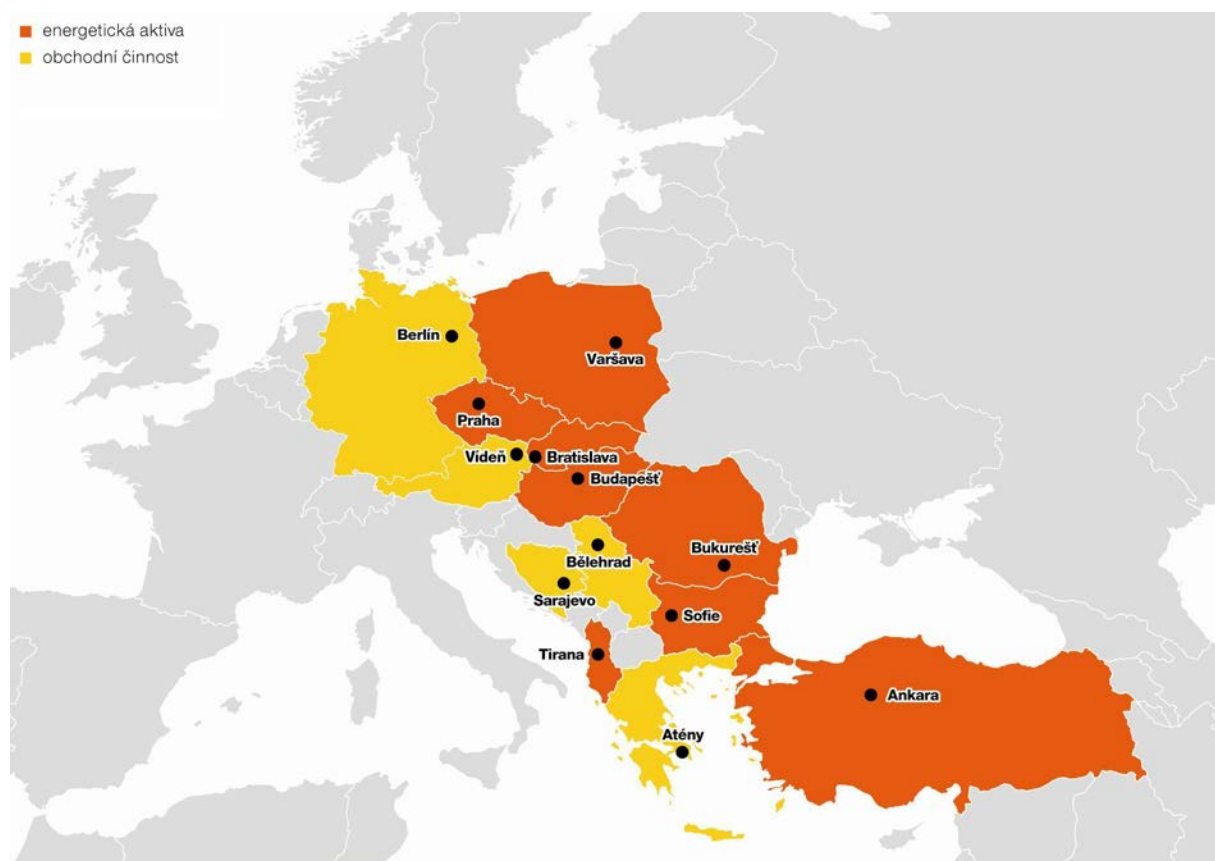 energetická aktiva
obchodní činnost
Berlín
Varšava
Praha
Vídeň
Bratislava
Budapešť
Bukurešť
Bělehrad
Sarajevo
Sofie
Tirana
Ankara
Atény